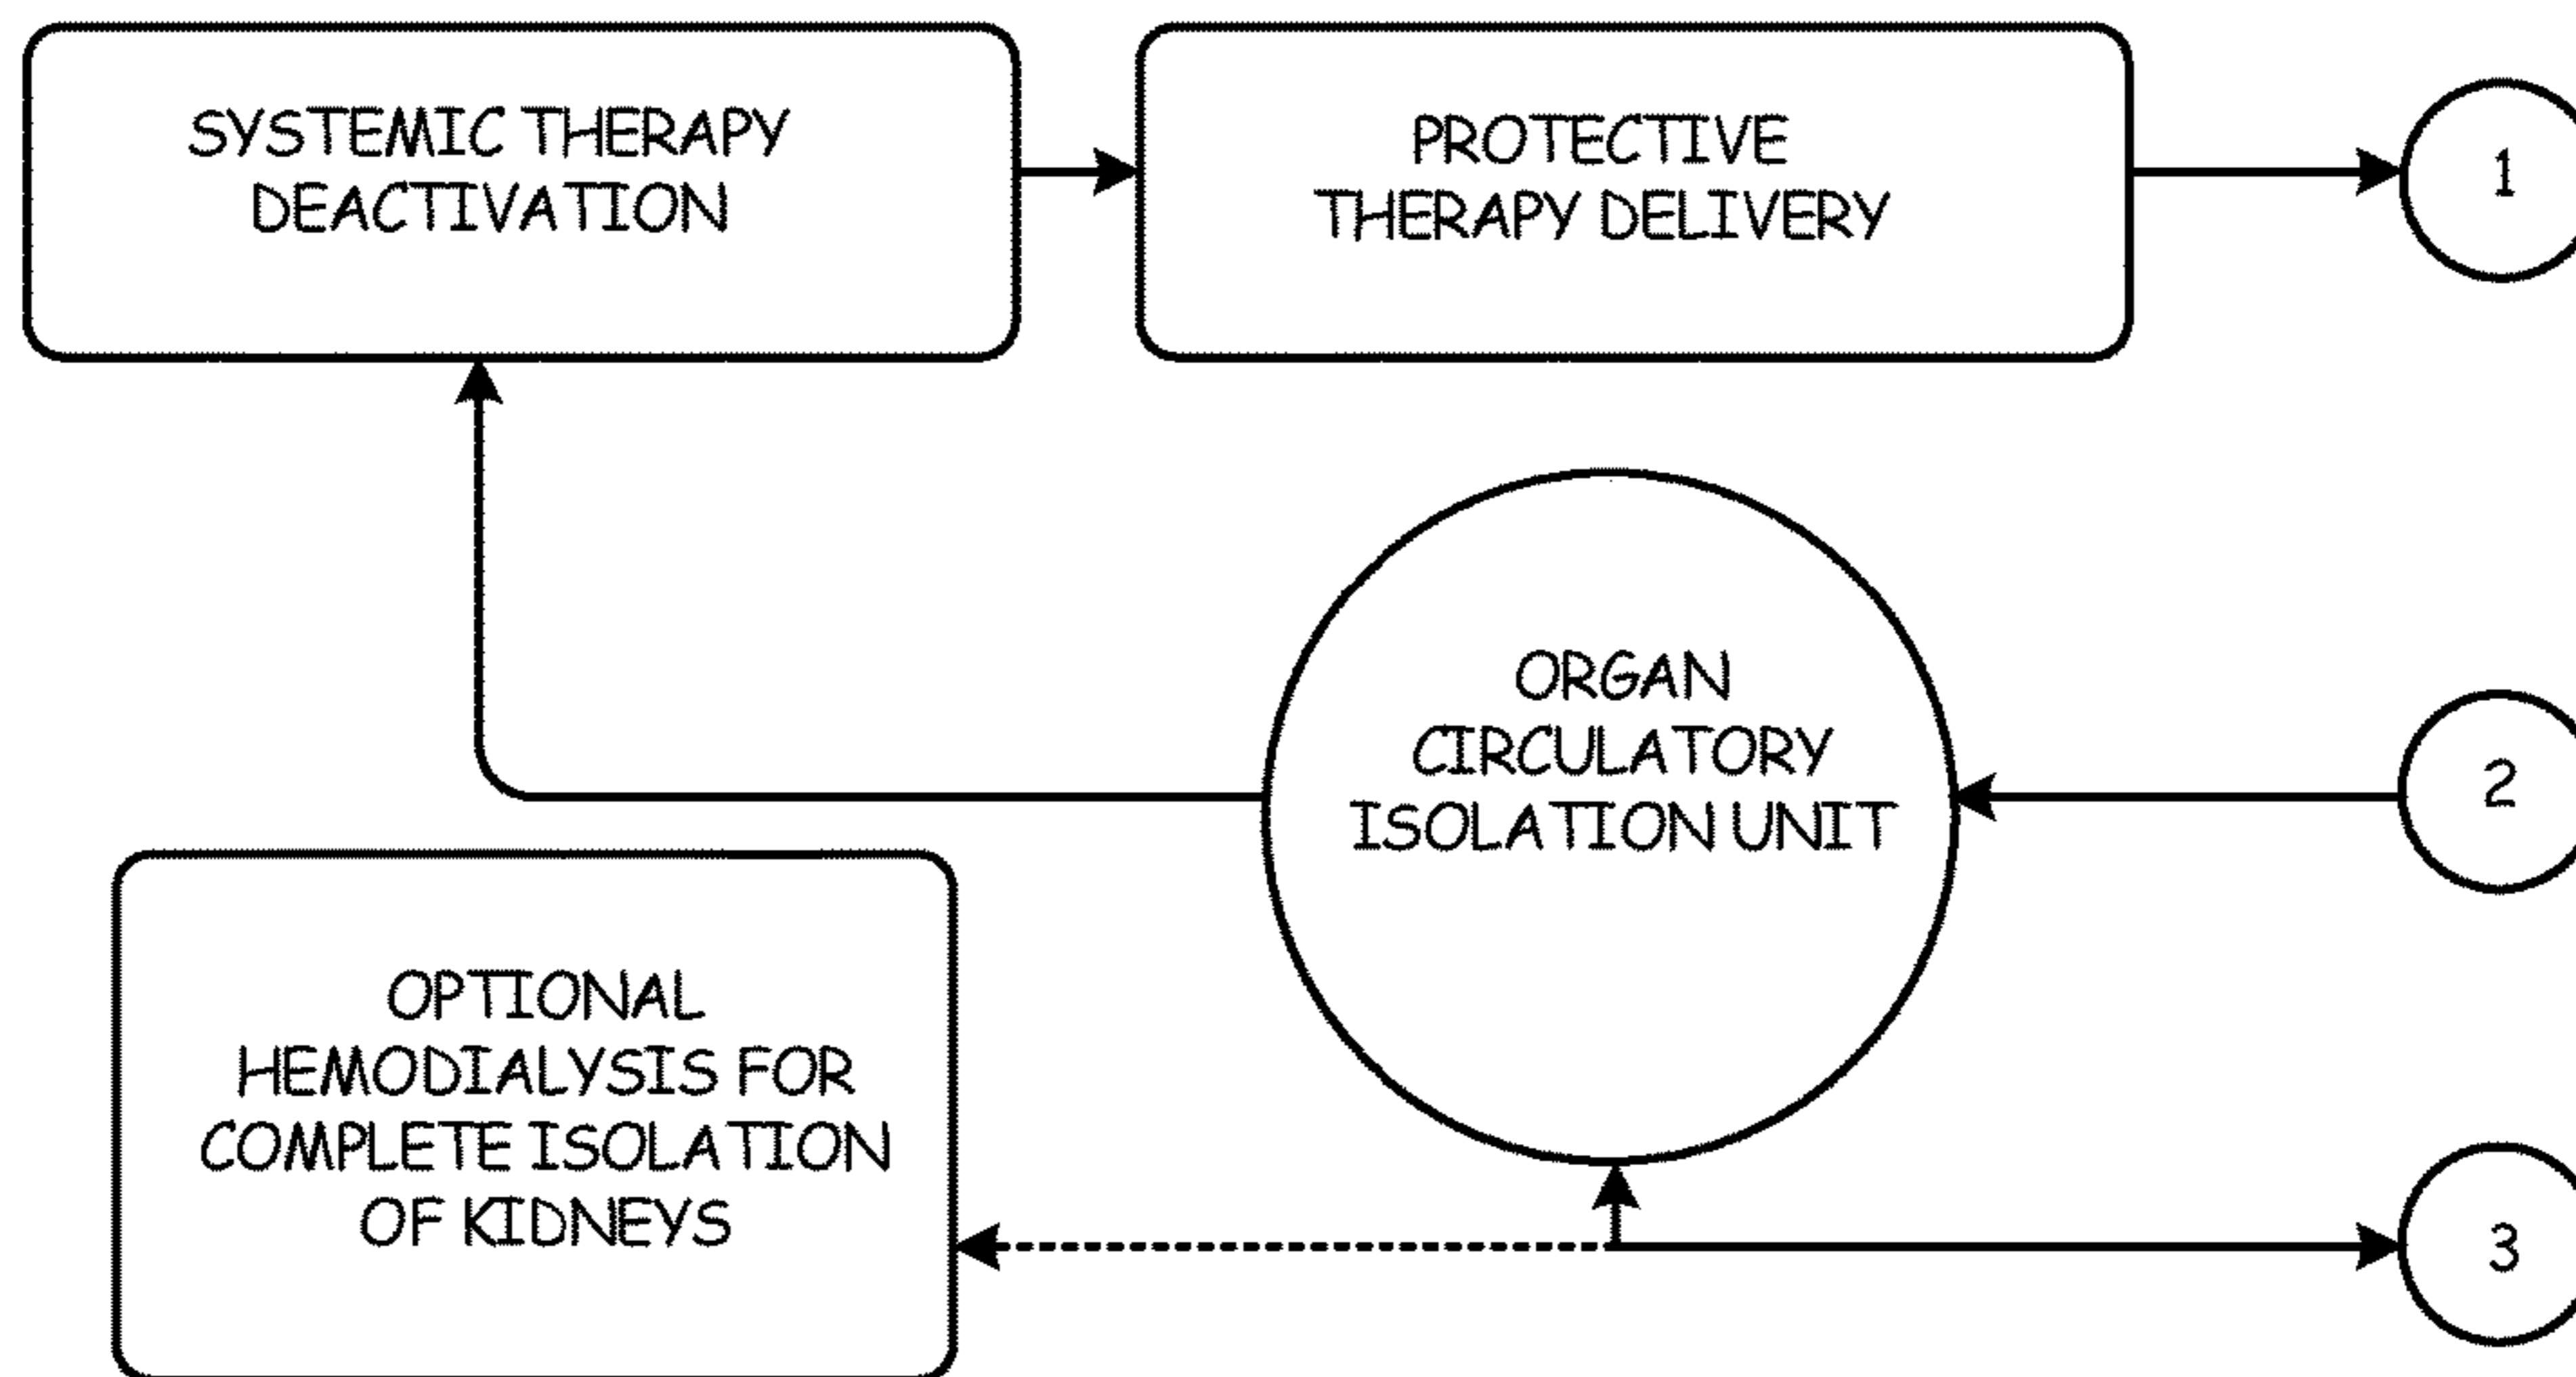 SYSTEMIC THERAPY
DEACTIVATION
PROTECTIVE
THERAPY DELIVERY
1
ORGAN
CIRCULATORY
ISOLATION UNIT
2
OPTIONAL
HEMODIALYSIS FOR
COMPLETE ISOLATION
OF KIDNEYS
3